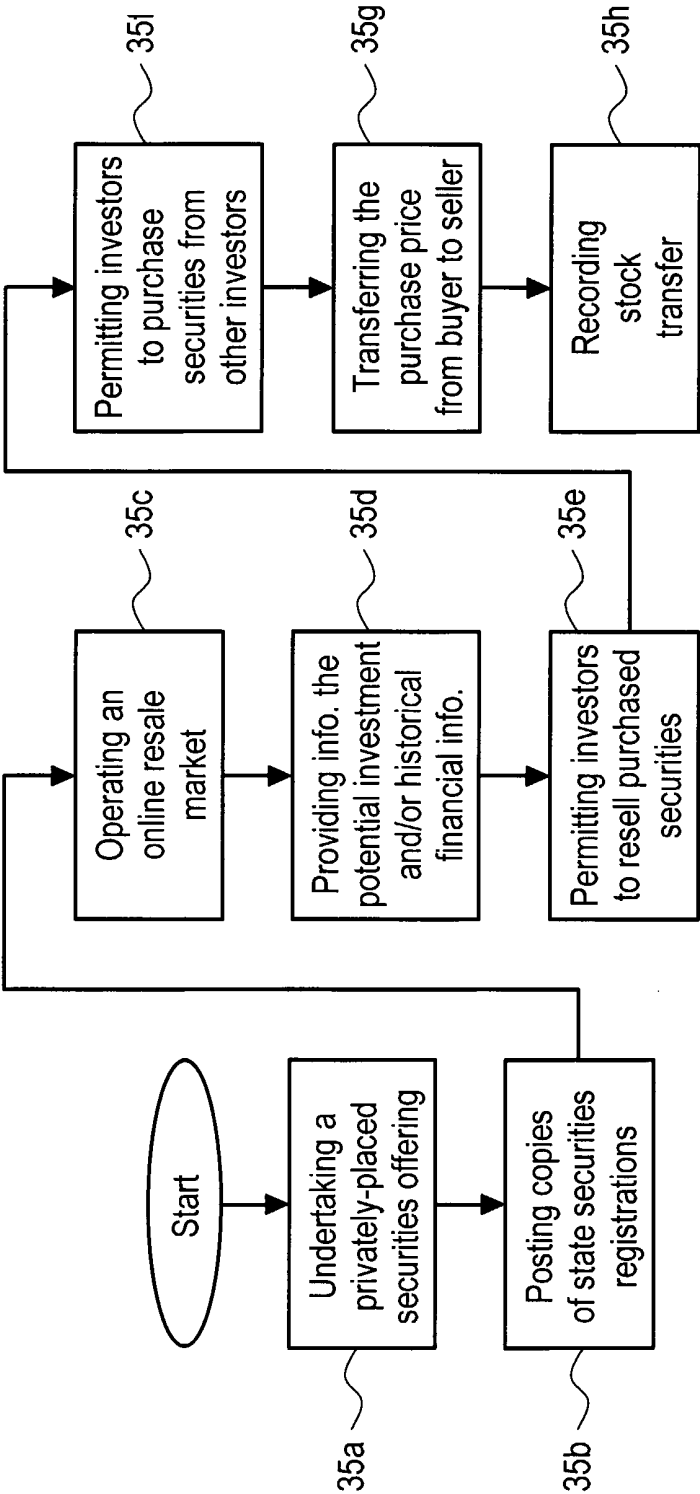 Start
Undertaking a
privately-placed
securities offering
35a
Posting copies
of state securities
registrations
35b
Operating an
online resale
market
35c
Providing info. the
potential investment
and/or historical
financial info.
35d
Permitting investors
to resell purchased
securities
35e
Permitting investors
to purchase
securities from
other investors
35f
Transferring the
purchase price
from buyer to seller
35g
Recording
stock
transfer
35h